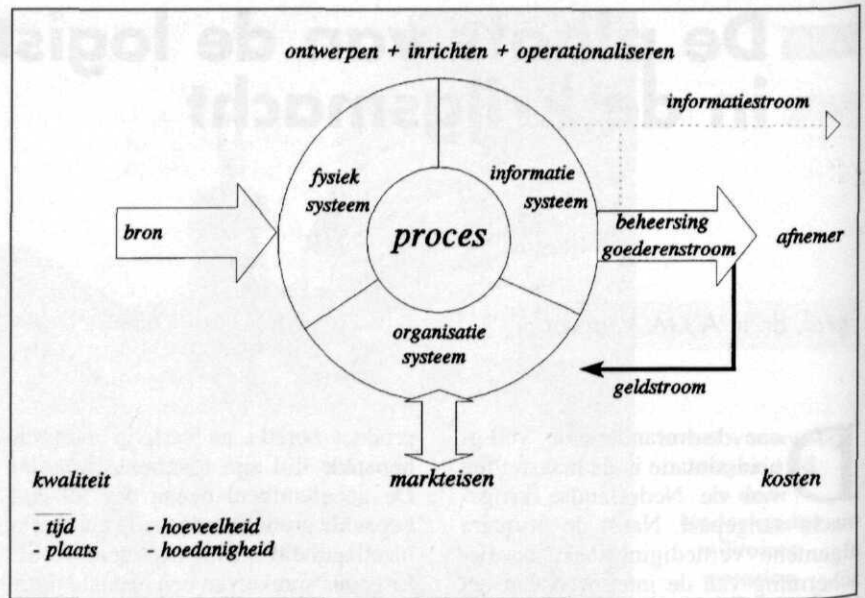 ontwerpen + inrichten + operationaliseren
informatiestroom
fysiek
systeem
informatie
systeem
bron
proces
beheersing
goederenstroom
afnemer
organisatie
systeem
geldstroom
kwaliteit
markteisen
kosten
- tijd - hoeveelheid
- plaats - hoedanigheid